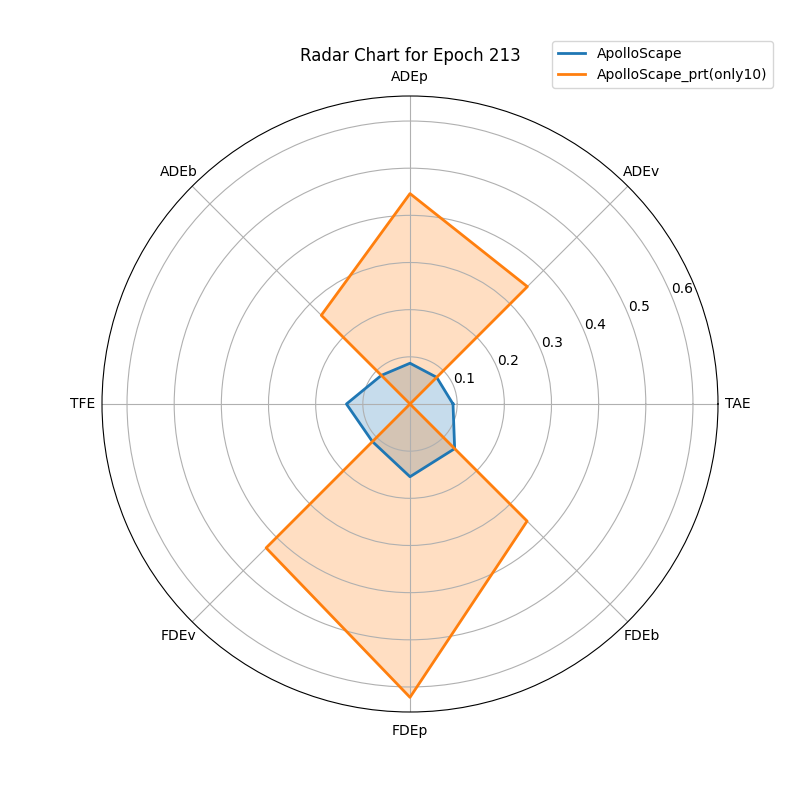 Radar Chart for Epoch 213
ApolloScape
ApolloScape_prt(only10)
ADEp
ADEb
ADEv
0.6
0.5
0.4
0.3
0.2
0.1
TFE
TAE
FDEv
FDEb
FDEp